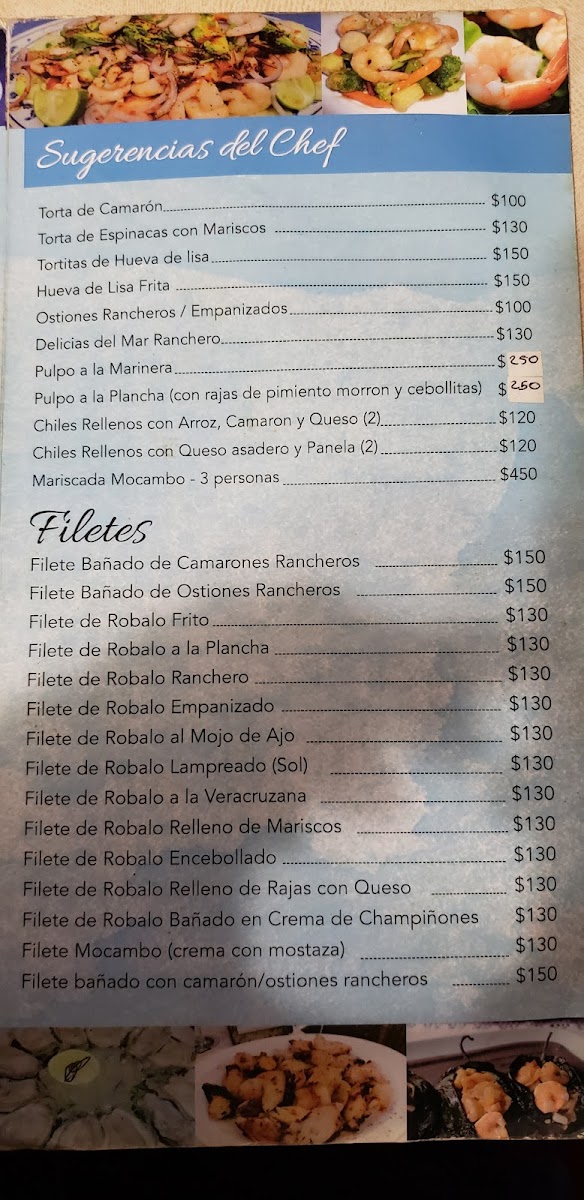 Sugerencias del Chef
Torta de Camarón $100
Torta de Espinacas con Mariscos $130
Tortitas de Hueva de lisa $150
Hueva de Lisa Frita $150
Ostiones Rancheros / Empanizados $100
Delicias del Mar Ranchero $130
Pulpo a la Marinera $ 250
Pulpo a la Plancha (con rajas de pimiento morron y cebollitas) $ 250
Chiles Rellenos con Arroz, Camaron y Queso (2) $120
Chiles Rellenos con Queso asadero y Panela (2) $120
Mariscada Mocambo - 3 personas $450
Filetes
Filete Bañado de Camarones Rancheros $150
Filete Bañado de Ostiones Rancheros $150
Filete de Robalo Frito $130
Filete de Robalo a la Plancha $130
Filete de Robalo Ranchero $130
Filete de Robalo Empanizado $130
Filete de Robalo al Mojo de Ajo $130
Filete de Robalo Lampreado (Sol) $130
Filete de Robalo a la Veracruzana $130
Filete de Robalo Relleno de Mariscos $130
Filete de Robalo Encebollado $130
Filete de Robalo Relleno de Rajas con Queso $130
Filete de Robalo Bañado en Crema de Champiñones $130
Filete Mocambo (crema con mostaza) $130
Filete bañado con camarón/ostiones rancheros $150